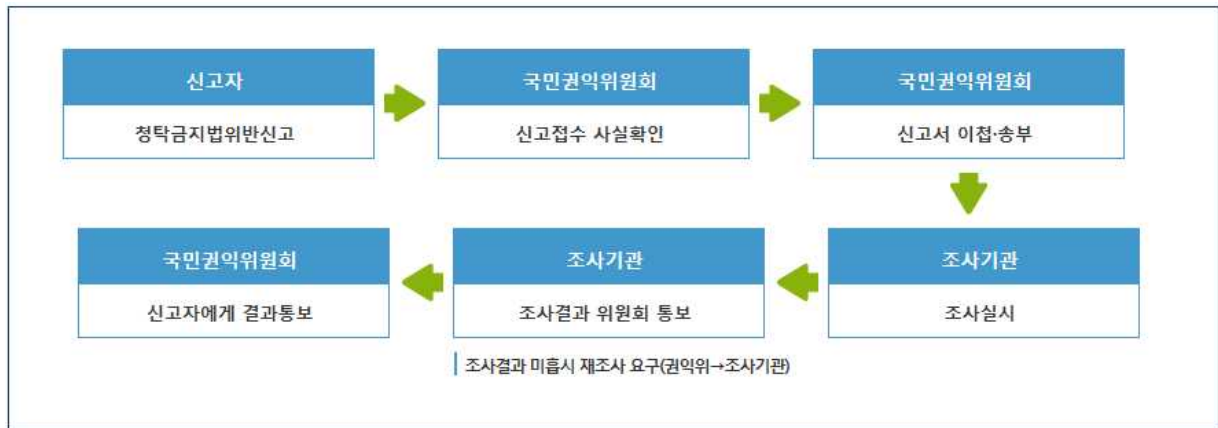 신고자
청탁금지법위반신고
국민권익위원회
신고접수 사실확인
국민권익위원회
신고서 이첩·송부
조사기관
조사실시
조사기관
조사결과 위원회 통보
조사결과 미흡시 재조사 요구(권익위→조사기관)
국민권익위원회
신고자에게 결과통보